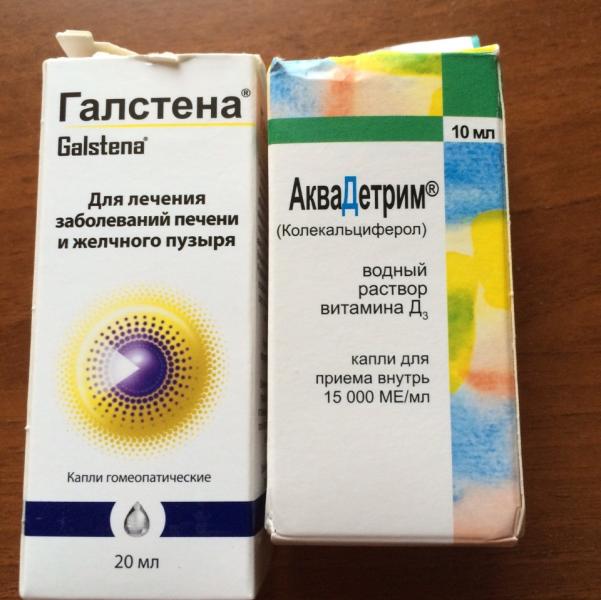 Галстена®
Galstena®
Для лечения
заболеваний печени
и желчного пузыря
Капли гомеопатические
20 мл
10 мл
АкваДетрим®
(Колекальциферол)
водный
раствор
витамина Д₃
капли для
приема внутрь
15 000 МЕ/мл